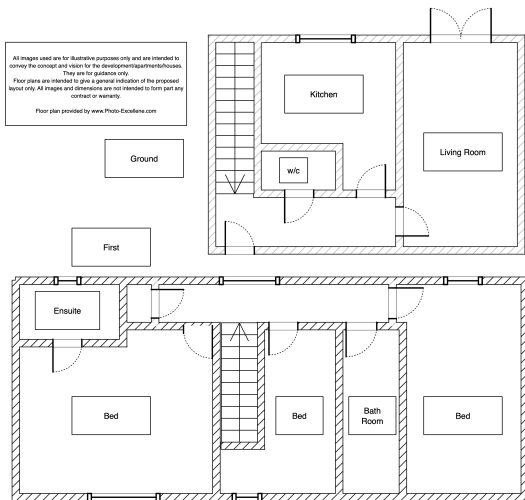 All images used are for illustrative purposes only and are intended to
convey the concept and vision for the development/apartments/houses.
They are for guidance only.
Floor plans are intended to give a general indication of the proposed
layout only. All images and dimensions are not intended to form part any
contract or warranty.
Floor plan provided by www.Photo-Excellene.com
Kitchen
Ground
Living Room
w/c
First
Ensuite
Bed
Bed
Bath
Room
Bed